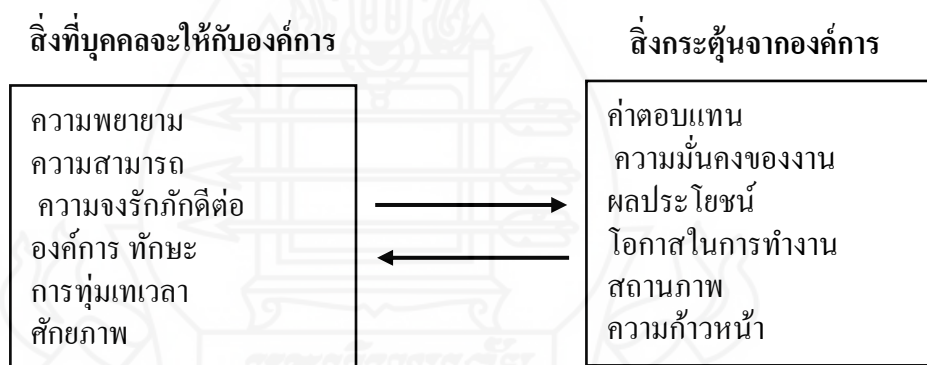 สิ่งที่บุคคลจะให้กับองค์การ
ความพยายาม
ความสามารถ
ความจงรักภักดีต่อ
องค์การ ทักษะ
การทุ่มเทเวลา
ศักยภาพ
สิ่งกระตุ้นจากองค์การ
ค่าตอบแทน
ความมั่นคงของงาน
ผลประโยชน์
โอกาสในการทำงาน
สถานภาพ
ความก้าวหน้า